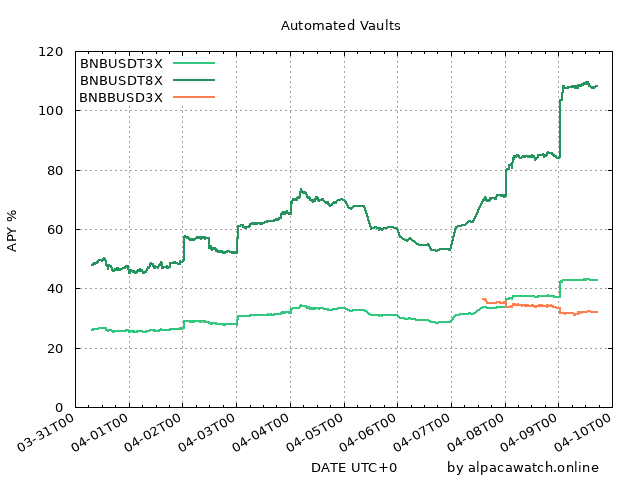 Automated Vaults
BNBUSDT3X
BNBUSDT8X
BNBBUSD3X
APY %
120
100
80
60
40
20
0
03-31T00
04-01T00
04-02T00
04-03T00
04-04T00
04-05T00
04-06T00
04-07T00
04-08T00
04-09T00
04-10T00
DATE UTC+0
by alpacawatch.online